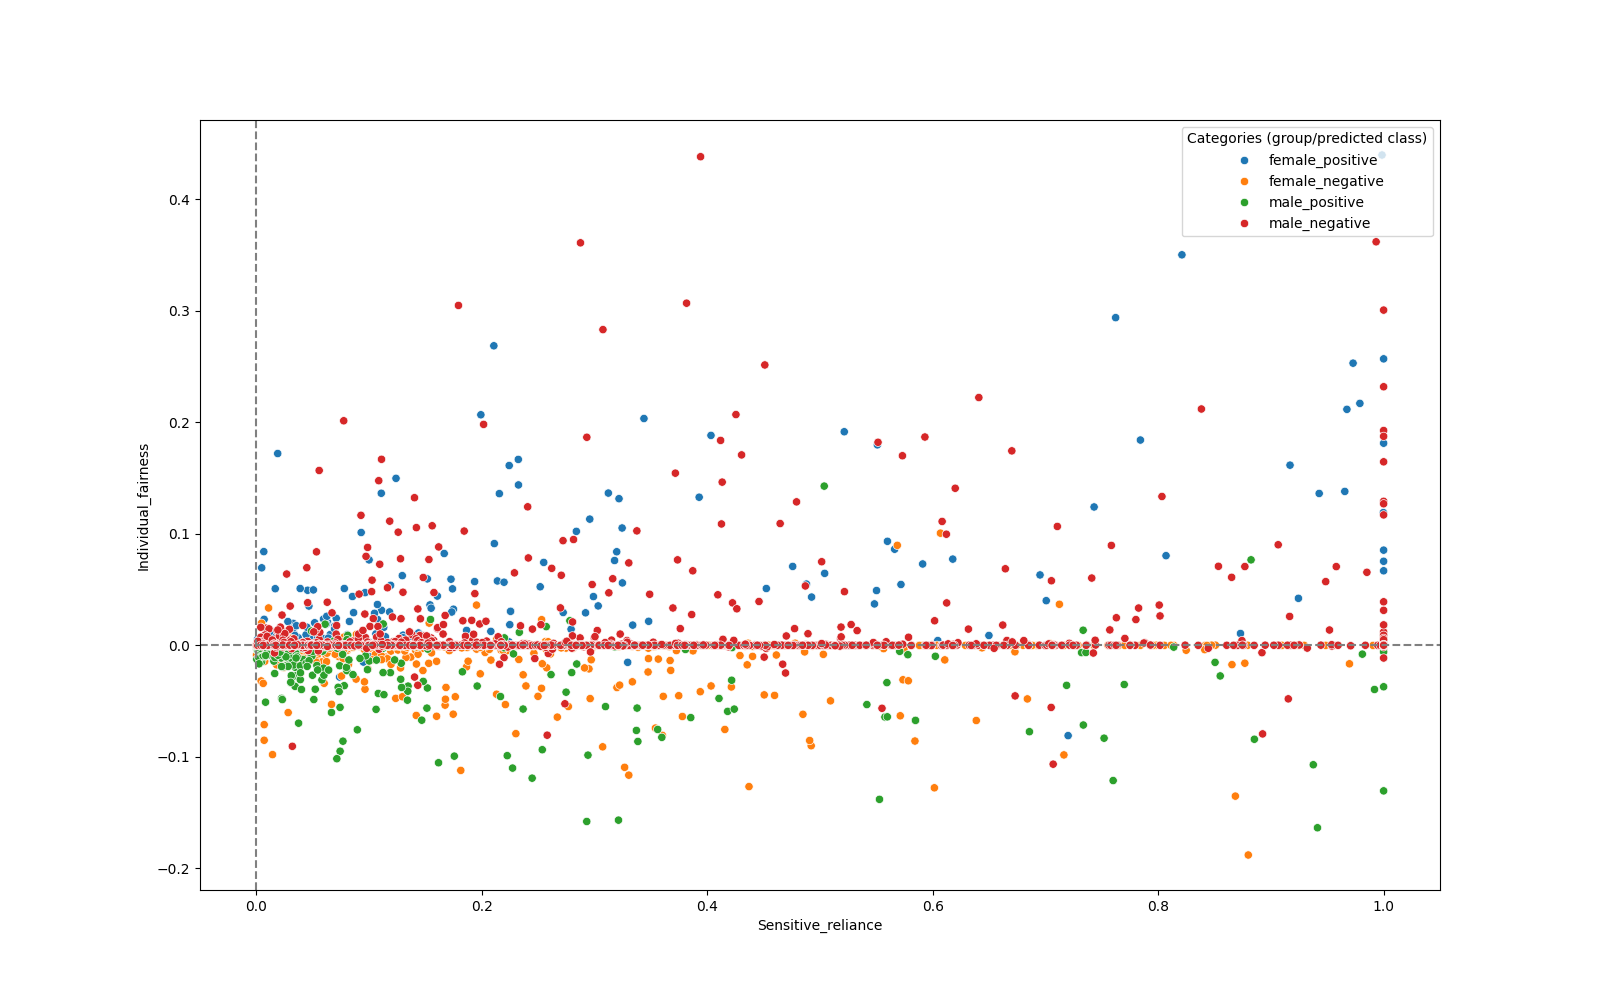 Categories (group/predicted class)
female_positive
female_negative
male_positive
male_negative
0.4
0.3
0.2
0.1
0.0
−0.1
−0.2
Individual_fairness
0.0 0.2 0.4 0.6 0.8 1.0
Sensitive_reliance